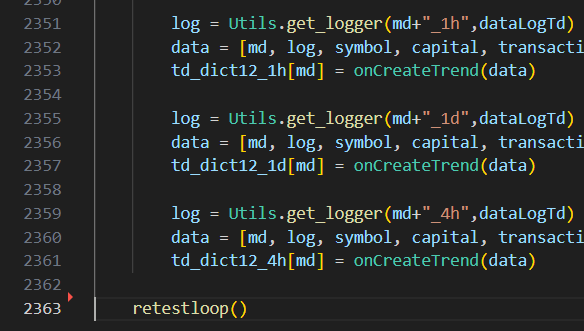 2350
2351 log = Utils.get_logger(md+"_1h",dataLogTd)
2352 data = [md, log, symbol, capital, transacti
2353 td_dict12_1h[md] = onCreateTrend(data)
2354
2355 log = Utils.get_logger(md+"_1d",dataLogTd)
2356 data = [md, log, symbol, capital, transacti
2357 td_dict12_1d[md] = onCreateTrend(data)
2358
2359 log = Utils.get_logger(md+"_4h",dataLogTd)
2360 data = [md, log, symbol, capital, transacti
2361 td_dict12_4h[md] = onCreateTrend(data)
2362
2363 retestloop()